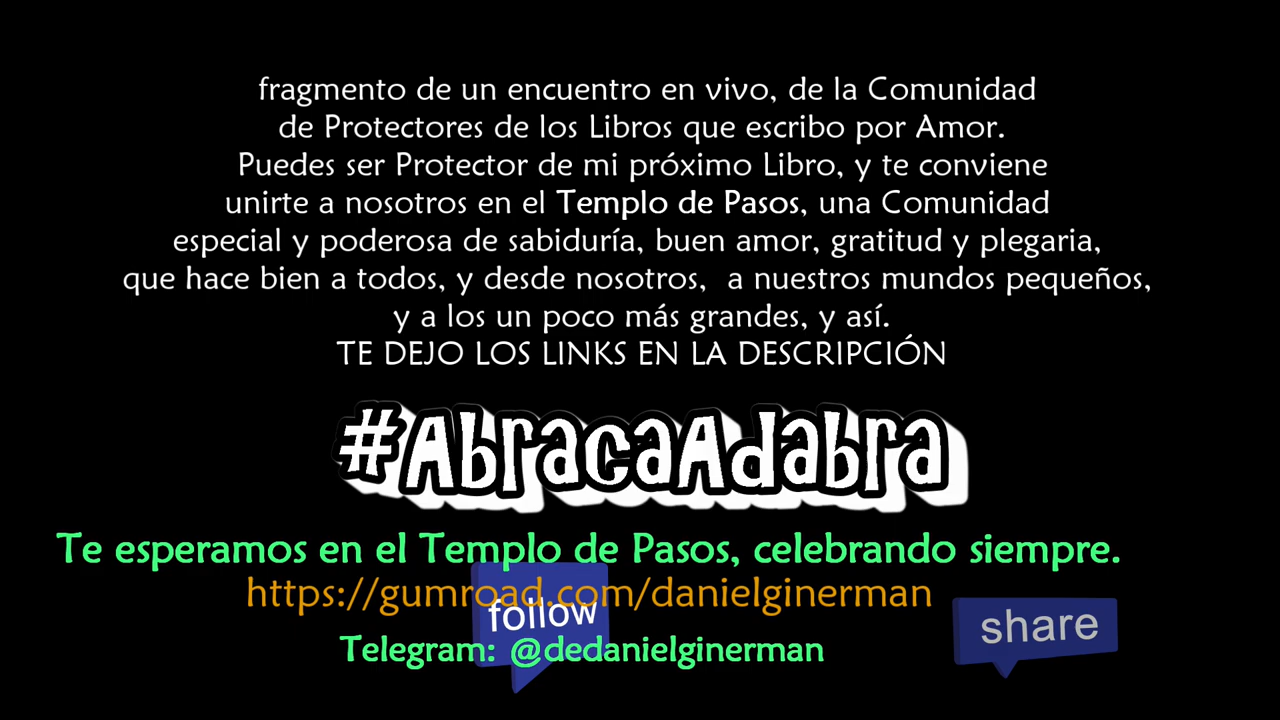 fragmento de un encuentro en vivo, de la Comunidad
de Protectores de los Libros que escribo por Amor.
Puedes ser Protector de mi próximo Libro, y te conviene
unirte a nosotros en el Templo de Pasos, una Comunidad
especial y poderosa de sabiduría, buen amor, gratitud y plegaria,
que hace bien a todos, y desde nosotros,  a nuestros mundos pequeños,
y a los un poco más grandes, y así.
TE DEJO LOS LINKS EN LA DESCRIPCIÓN
#AbracaAdabra
Te esperamos en el Templo de Pasos, celebrando siempre.
https://gumroad.com/danielginerman
follow
share
Telegram: @dedanielginerman